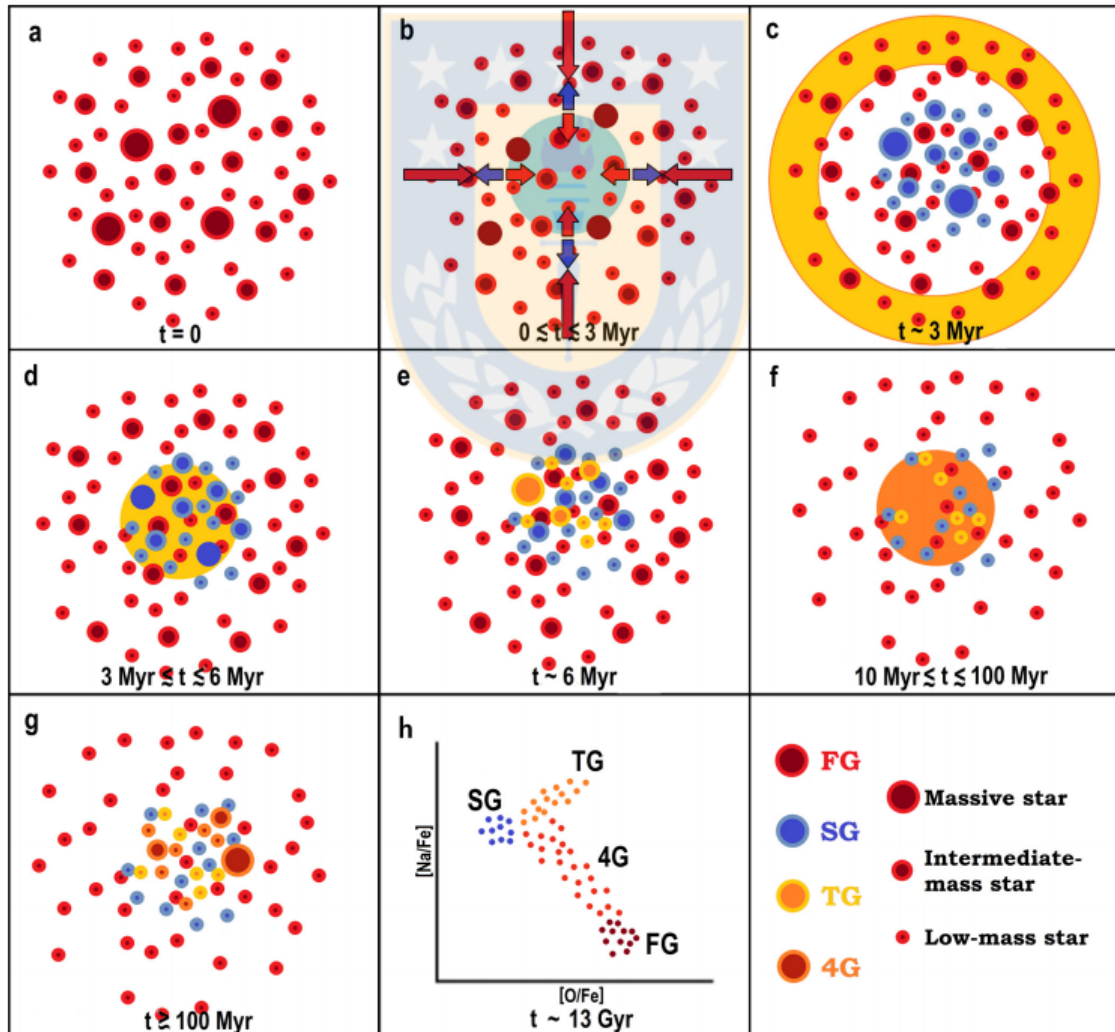 a
t = 0
b
0 ≲ t ≲ 3 Myr
c
t ~ 3 Myr
d
3 Myr ≲ t ≲ 6 Myr
e
t ~ 6 Myr
f
10 Myr ≲ t ≲ 100 Myr
g
t ≳ 100 Myr
h
[Na/Fe]
TG
SG
4G
FG
[O/Fe]
t ~ 13 Gyr
FG
SG
TG
4G
Massive star
Intermediate-
mass star
Low-mass star